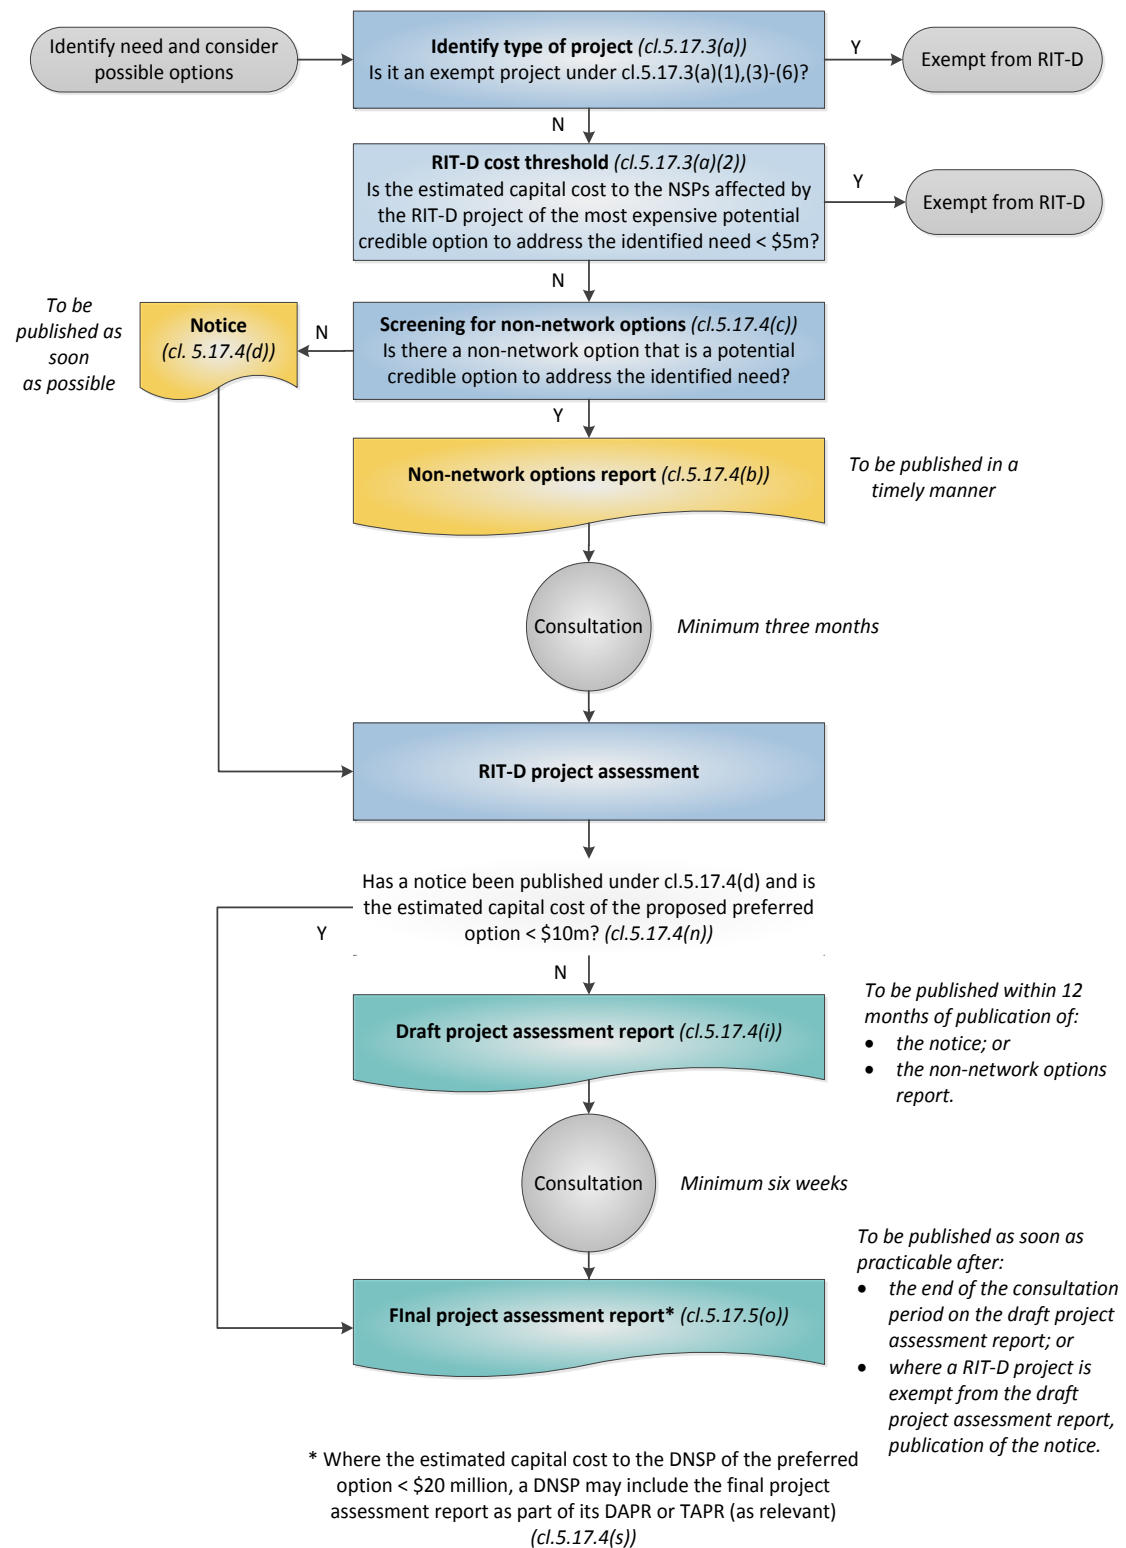 Identify need and consider
possible options
Identify type of project (cl.5.17.3(a))
Is it an exempt project under cl.5.17.3(a)(1),(3)-(6)?
Y
Exempt from RIT-D
N
RIT-D cost threshold (cl.5.17.3(a)(2))
Is the estimated capital cost to the NSPs affected by
the RIT-D project of the most expensive potential
credible option to address the identified need < $5m?
Y
Exempt from RIT-D
N
To be
published as
soon
as possible
Notice
(cl. 5.17.4(d))
N
Screening for non-network options (cl.5.17.4(c))
Is there a non-network option that is a potential
credible option to address the identified need?
Y
Non-network options report (cl.5.17.4(b))
To be published in a
timely manner
Consultation
Minimum three months
RIT-D project assessment
Has a notice been published under cl.5.17.4(d) and is
the estimated capital cost of the proposed preferred
option < $10m? (cl.5.17.4(n))
Y
N
Draft project assessment report (cl.5.17.4(i))
To be published within 12
months of publication of:
• the notice; or
• the non-network options
report.
Consultation
Minimum six weeks
FInal project assessment report* (cl.5.17.5(o))
To be published as soon as
practicable after:
• the end of the consultation
period on the draft project
assessment report; or
• where a RIT-D project is
exempt from the draft
project assessment report,
publication of the notice.
* Where the estimated capital cost to the DNSP of the preferred
option < $20 million, a DNSP may include the final project
assessment report as part of its DAPR or TAPR (as relevant)
(cl.5.17.4(s))